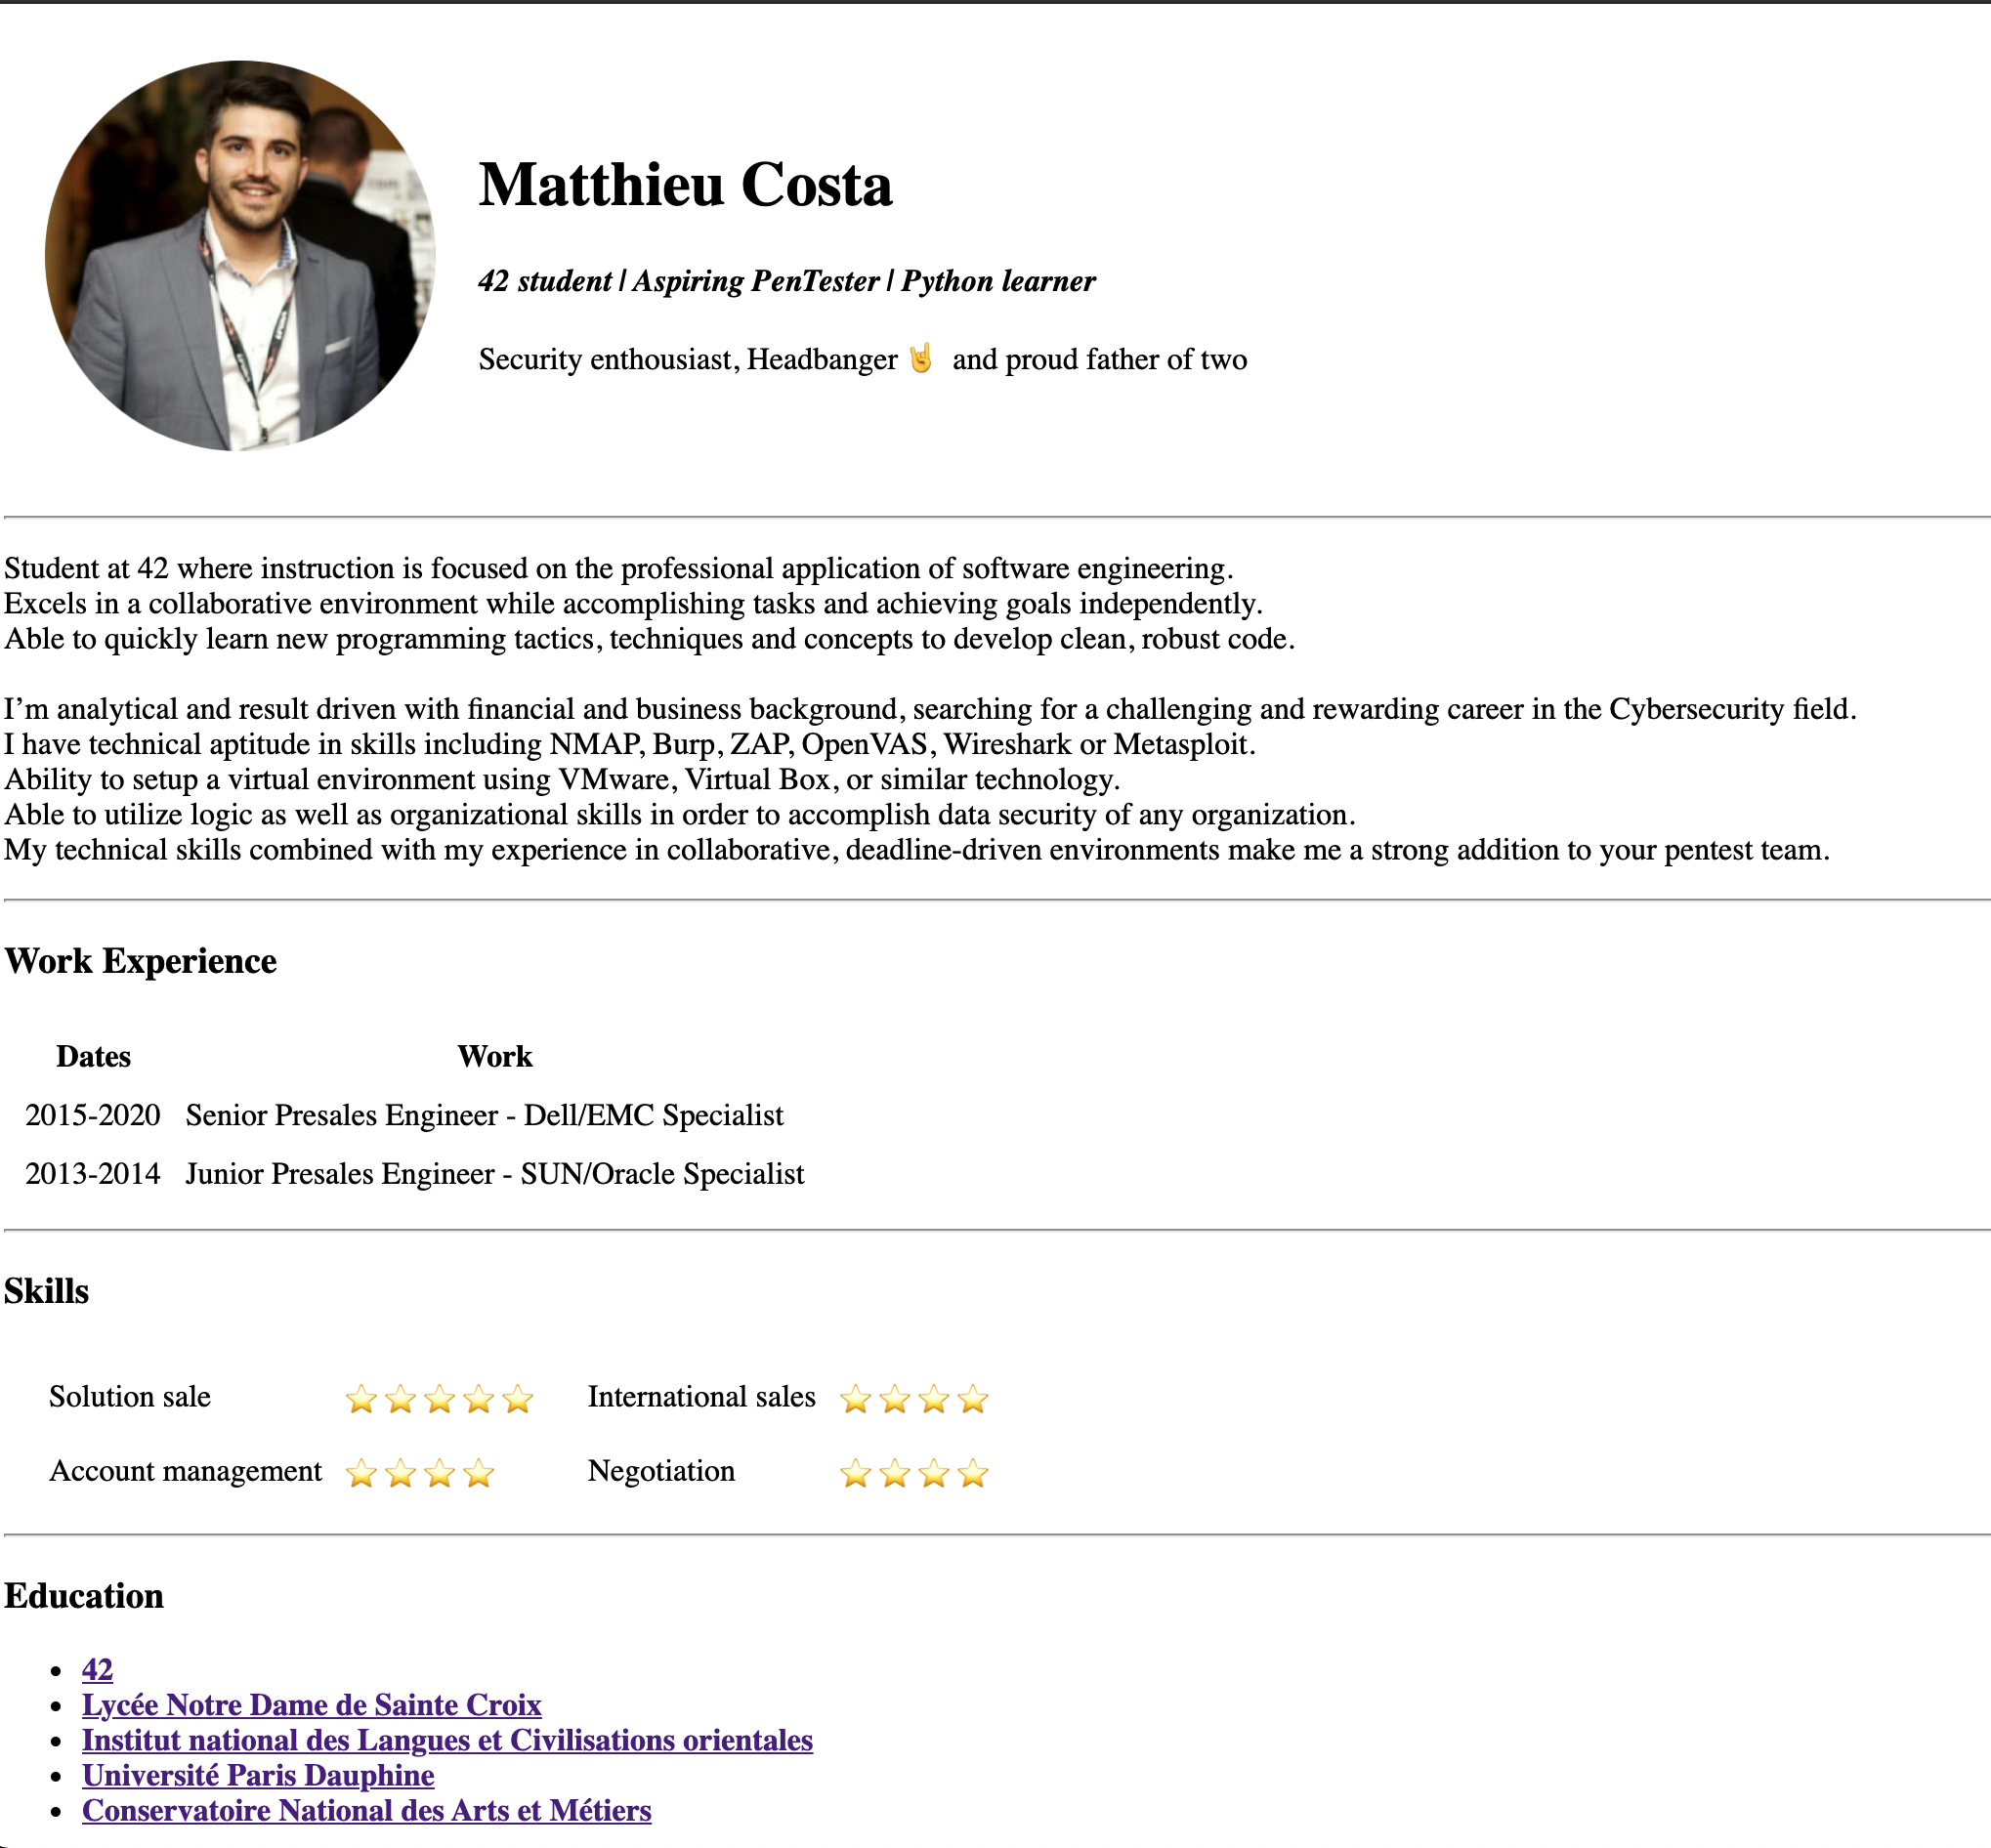 Matthieu Costa
42 student | Aspiring PenTester | Python learner
Security enthousiast, Headbanger 🤘 and proud father of two
Student at 42 where instruction is focused on the professional application of software engineering.
Excels in a collaborative environment while accomplishing tasks and achieving goals independently.
Able to quickly learn new programming tactics, techniques and concepts to develop clean, robust code.
I’m analytical and result driven with financial and business background, searching for a challenging and rewarding career in the Cybersecurity field.
I have technical aptitude in skills including NMAP, Burp, ZAP, OpenVAS, Wireshark or Metasploit.
Ability to setup a virtual environment using VMware, Virtual Box, or similar technology.
Able to utilize logic as well as organizational skills in order to accomplish data security of any organization.
My technical skills combined with my experience in collaborative, deadline-driven environments make me a strong addition to your pentest team.
Work Experience
Dates Work
2015-2020 Senior Presales Engineer - Dell/EMC Specialist
2013-2014 Junior Presales Engineer - SUN/Oracle Specialist
Skills
Solution sale ⭐⭐⭐⭐⭐ International sales ⭐⭐⭐⭐
Account management ⭐⭐⭐⭐ Negotiation ⭐⭐⭐⭐
Education
• 42
• Lycée Notre Dame de Sainte Croix
• Institut national des Langues et Civilisations orientales
• Université Paris Dauphine
• Conservatoire National des Arts et Métiers